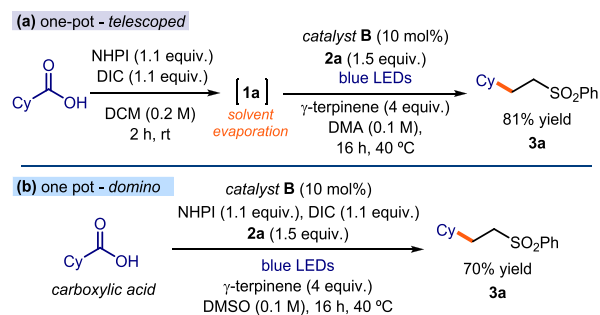 (a) one-pot - telescoped
NHPI (1.1 equiv.)
DIC (1.1 equiv.)
DCM (0.2 M)
2 h, rt
O
Cy
OH
[1a]
solvent
evaporation
catalyst B (10 mol%)
2a (1.5 equiv.)
blue LEDs
γ-terpinene (4 equiv.)
DMA (0.1 M),
16 h, 40 ºC
Cy
SO2Ph
81% yield
3a
(b) one pot - domino
O
Cy
OH
carboxylic acid
catalyst B (10 mol%)
NHPI (1.1 equiv.), DIC (1.1 equiv.)
2a (1.5 equiv.)
blue LEDs
γ-terpinene (4 equiv.)
DMSO (0.1 M), 16 h, 40 ºC
Cy
SO2Ph
70% yield
3a